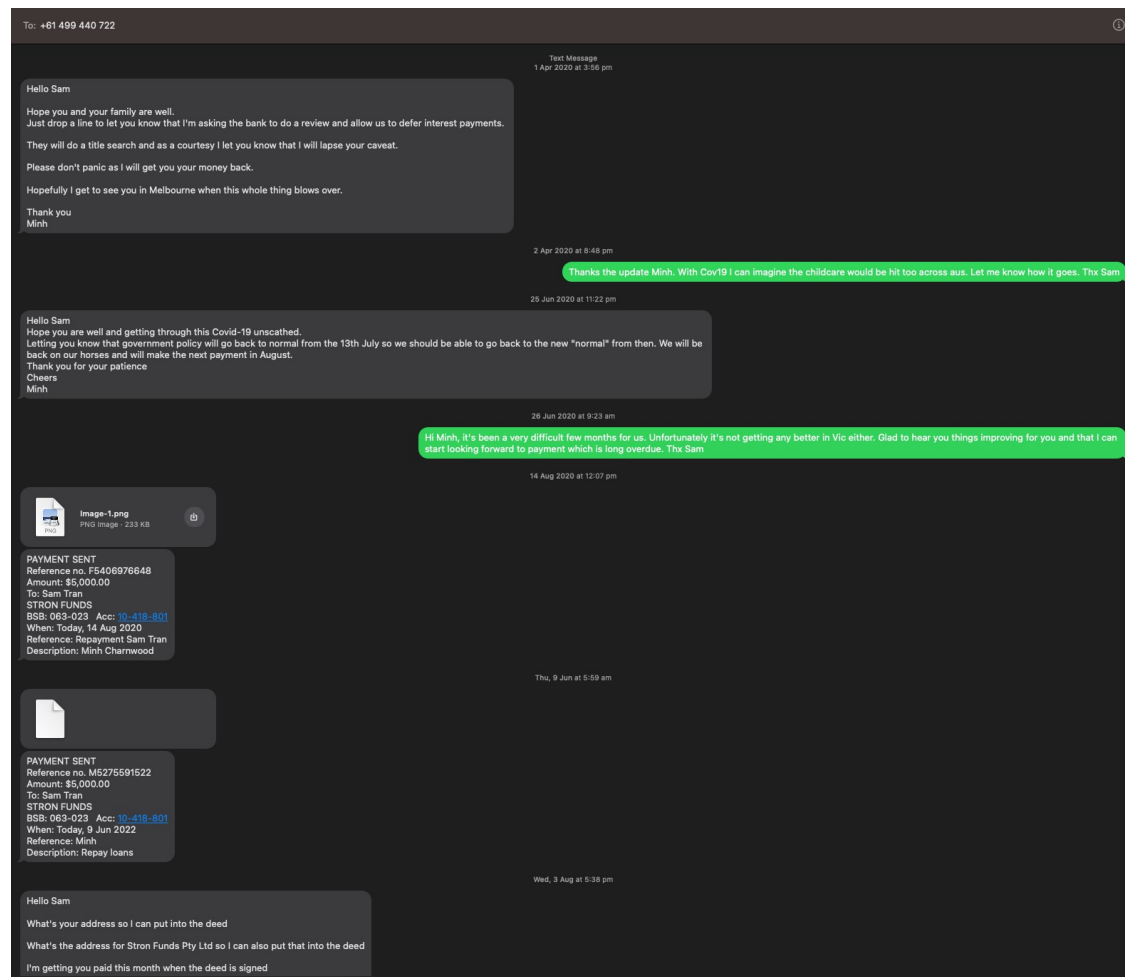 To: +61 499 440 722
Text Message
1 Apr 2020 at 3:56 pm
Hello Sam
Hope you and your family are well.
Just drop a line to let you know that I'm asking the bank to do a review and allow us to defer interest payments.
They will do a title search and as a courtesy I let you know that I will lapse your caveat.
Please don't panic as I will get you your money back.
Hopefully I get to see you in Melbourne when this whole thing blows over.
Thank you
Minh
2 Apr 2020 at 8:48 pm
Thanks the update Minh. With Cov19 I can imagine the childcare would be hit too across aus. Let me know how it goes. Thx Sam
25 Jun 2020 at 11:22 pm
Hello Sam
Hope you are well and getting through this Covid-19 unscathed.
Letting you know that government policy will go back to normal from the 13th July so we should be able to go back to the new "normal" from then. We will be
back on our horses and will make the next payment in August.
Thank you for your patience
Cheers
Minh
26 Jun 2020 at 9:23 am
Hi Minh, it's been a very difficult few months for us. Unfortunately it's not getting any better in Vic either. Glad to hear you things improving for you and that I can
start looking forward to payment which is long overdue. Thx Sam
14 Aug 2020 at 12:07 pm
PNG
Image-1.png
PNG Image · 233 KB
PAYMENT SENT
Reference no. F5406976648
Amount: $5,000.00
To: Sam Tran
STRON FUNDS
BSB: 063-023 Acc: 10-418-801
When: Today, 14 Aug 2020
Reference: Repayment Sam Tran
Description: Minh Charnwood
Thu, 9 Jun at 5:59 am
PAYMENT SENT
Reference no. M5275591522
Amount: $5,000.00
To: Sam Tran
STRON FUNDS
BSB: 063-023 Acc: 10-418-801
When: Today, 9 Jun 2022
Reference: Minh
Description: Repay loans
Wed, 3 Aug at 5:38 pm
Hello Sam
What's your address so I can put into the deed
What's the address for Stron Funds Pty Ltd so I can also put that into the deed
I'm getting you paid this month when the deed is signed